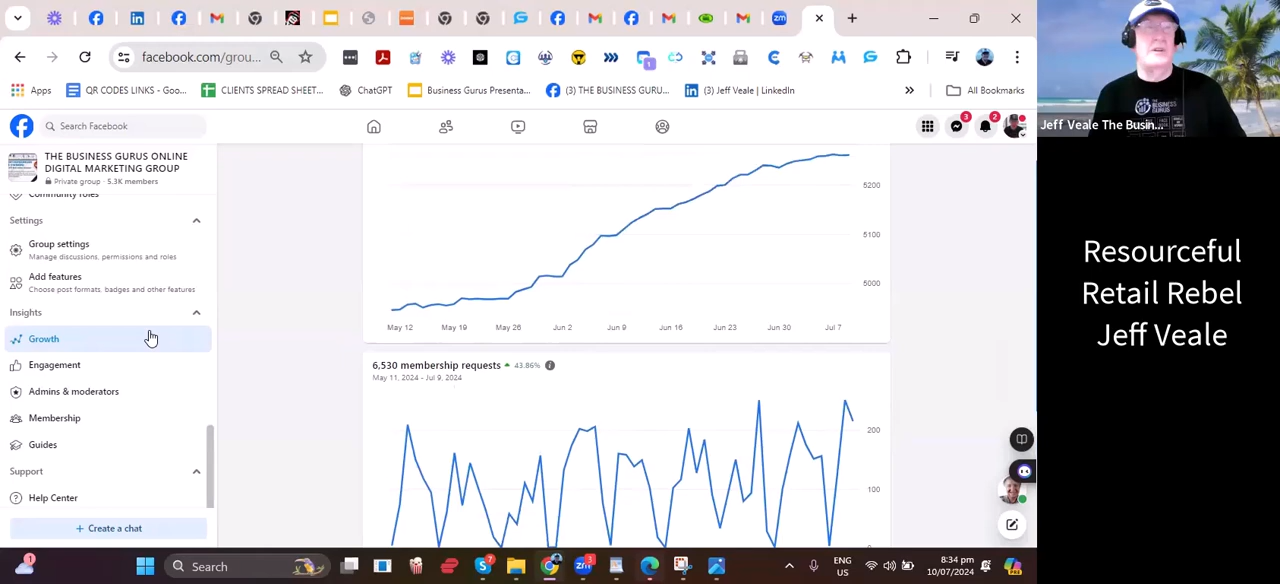 facebook.com/grou...
Apps
QR CODES LINKS - Goo...
CLIENTS SPREAD SHEET...
ChatGPT
Business Gurus Presenta...
(3) THE BUSINESS GURU...
(3) Jeff Veale | LinkedIn
All Bookmarks
Search Facebook
3
2
THE BUSINESS GURUS ONLINE
DIGITAL MARKETING GROUP
Private group · 5.3K members
Community roles
Settings
Group settings
Manage discussions, permissions and roles
Add features
Choose post formats, badges and other features
Insights
Growth
Engagement
Admins & moderators
Membership
Guides
Support
Help Center
+ Create a chat
5200
5100
5000
May 12
May 19
May 26
Jun 2
Jun 9
Jun 16
Jun 23
Jun 30
Jul 7
6,530 membership requests
43.86%
May 11, 2024 - Jul 9, 2024
200
100
0
Search
ENG
US
8:34 pm
10/07/2024
THE
BUSINESS
GURUS
Jeff Veale The Busin...
Resourceful
Retail Rebel
Jeff Veale